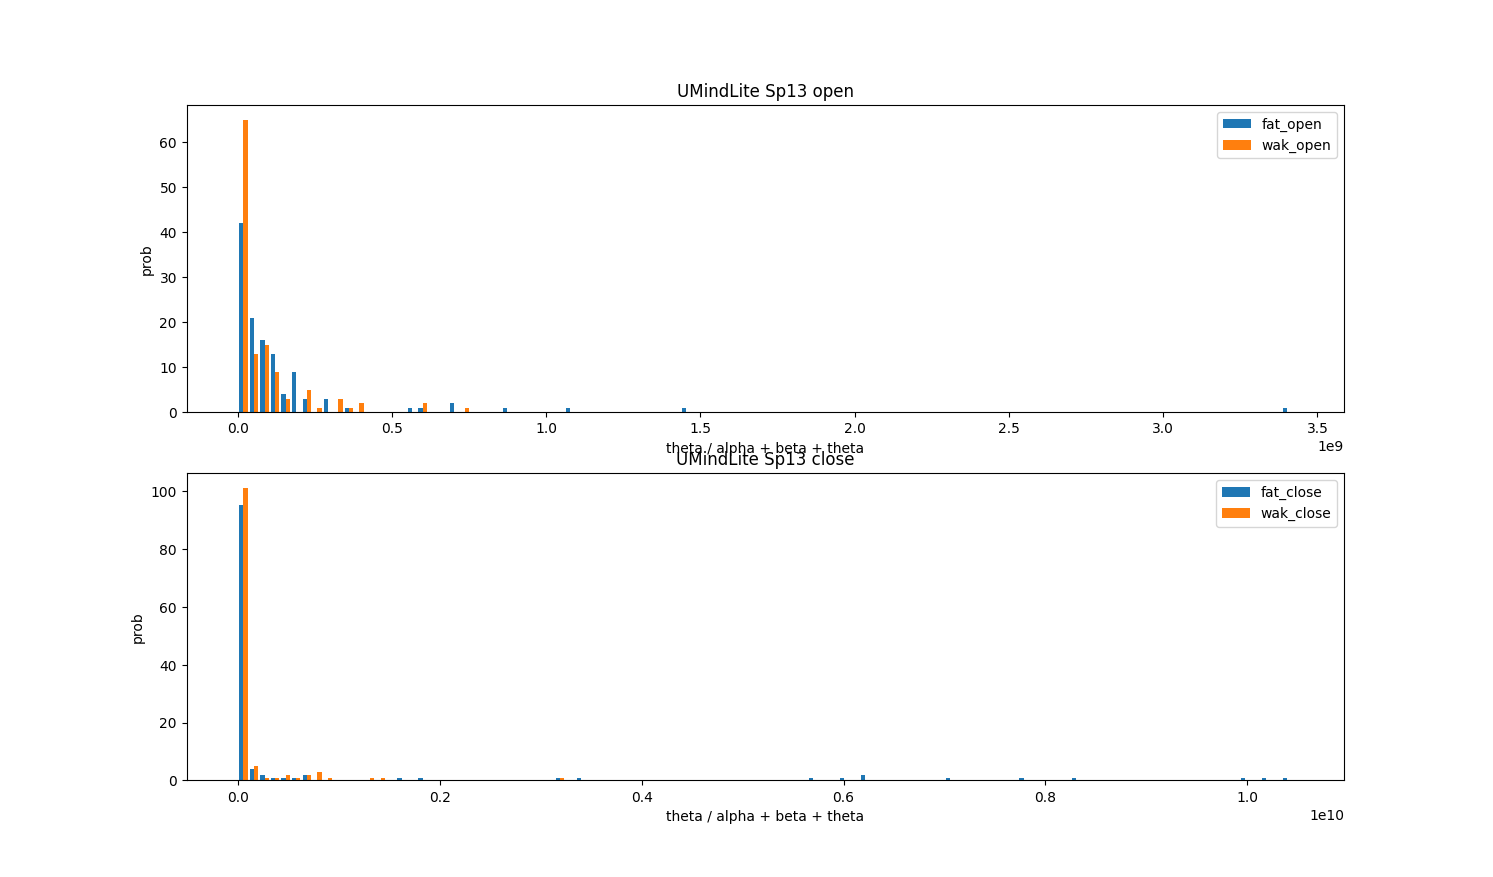 UMindLite Sp13 open
fat_open
wak_open
60
50
40
30
20
10
0
prob
0.0 0.5 1.0 1.5 2.0 2.5 3.0 3.5
1e9
theta / alpha + beta + theta
UMindLite Sp13 close
fat_close
wak_close
100
80
60
40
20
0
prob
0.0 0.2 0.4 0.6 0.8 1.0
1e10
theta / alpha + beta + theta